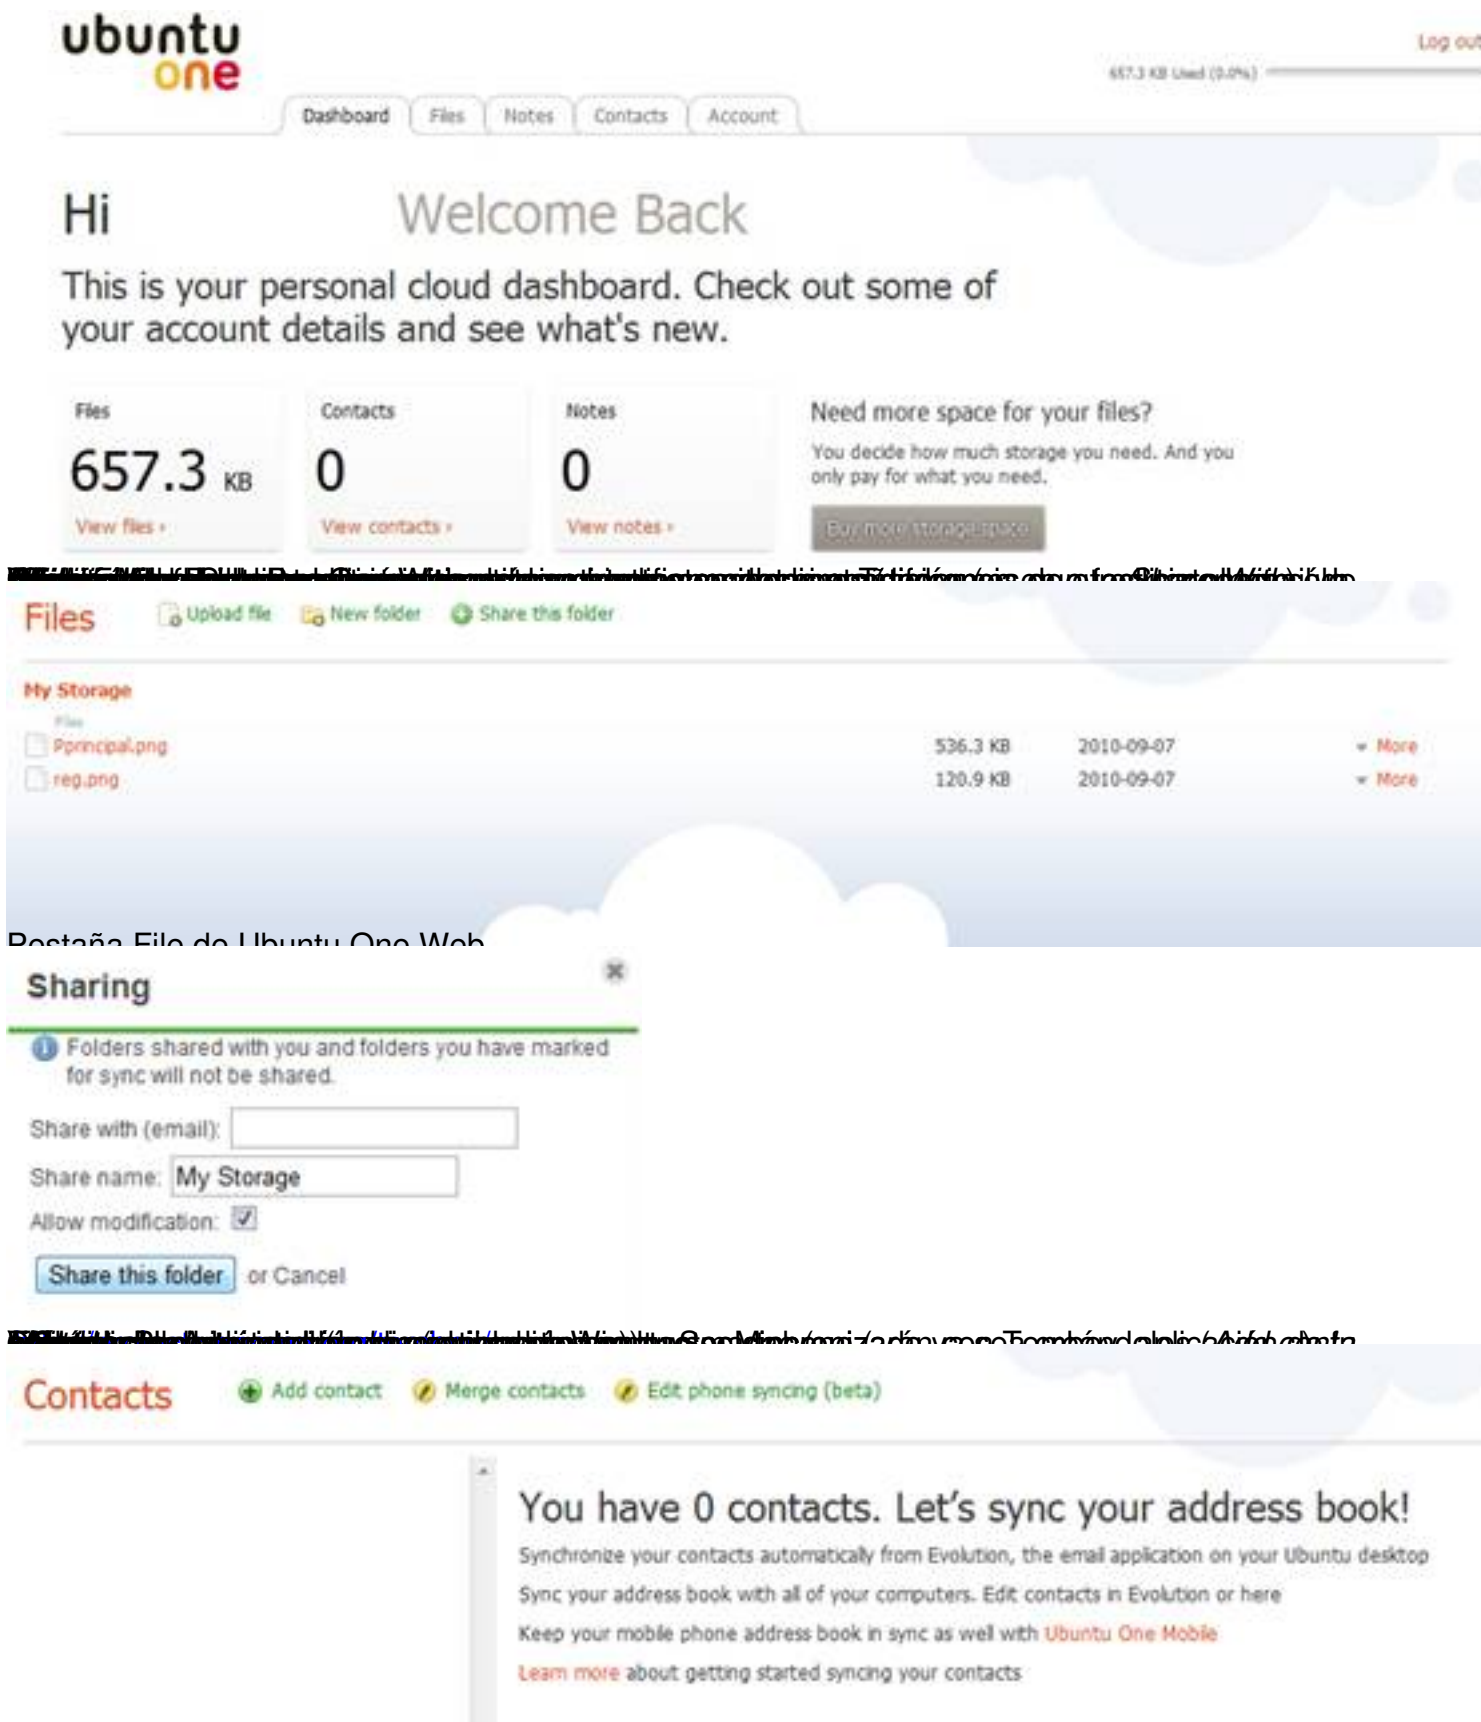 ubuntu
one
Log out
657.3 KB Used (0.0%)
Dashboard Files Notes Contacts Account
Hi Welcome Back
This is your personal cloud dashboard. Check out some of
your account details and see what's new.
Files Contacts Notes
657.3 KB 0 0
View files › View contacts › View notes ›
Need more space for your files?
You decide how much storage you need. And you
only pay for what you need.
Buy more storage space
Files Upload file New folder Share this folder
My Storage
Files
Pprincipal.png 536.3 KB 2010-09-07 More
reg.png 120.9 KB 2010-09-07 More
Pestaña File de Ubuntu One Web
Sharing
Folders shared with you and folders you have marked
for sync will not be shared.
Share with (email):
Share name: My Storage
Allow modification:
Share this folder or Cancel
Contacts Add contact Merge contacts Edit phone syncing (beta)
You have 0 contacts. Let's sync your address book!
Synchronize your contacts automatically from Evolution, the email application on your Ubuntu desktop
Sync your address book with all of your computers. Edit contacts in Evolution or here
Keep your mobile phone address book in sync as well with Ubuntu One Mobile
Learn more about getting started syncing your contacts